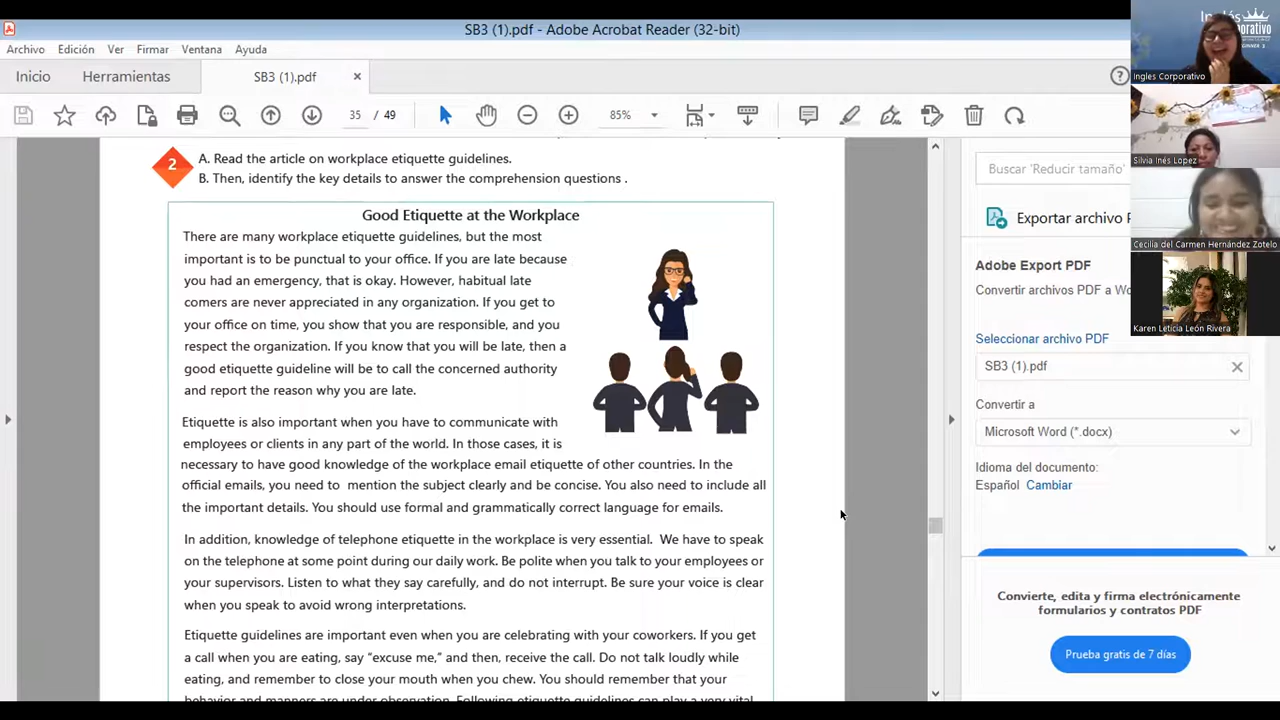 SB3 (1).pdf - Adobe Acrobat Reader (32-bit)
Archivo Edición Ver Firmar Ventana Ayuda
Inicio Herramientas SB3 (1).pdf
35 / 49 85%
2
A. Read the article on workplace etiquette guidelines.
B. Then, identify the key details to answer the comprehension questions .
Good Etiquette at the Workplace
There are many workplace etiquette guidelines, but the most
important is to be punctual to your office. If you are late because
you had an emergency, that is okay. However, habitual late
comers are never appreciated in any organization. If you get to
your office on time, you show that you are responsible, and you
respect the organization. If you know that you will be late, then a
good etiquette guideline will be to call the concerned authority
and report the reason why you are late.
Etiquette is also important when you have to communicate with
employees or clients in any part of the world. In those cases, it is
necessary to have good knowledge of the workplace email etiquette of other countries. In the
official emails, you need to mention the subject clearly and be concise. You also need to include all
the important details. You should use formal and grammatically correct language for emails.
In addition, knowledge of telephone etiquette in the workplace is very essential. We have to speak
on the telephone at some point during our daily work. Be polite when you talk to your employees or
your supervisors. Listen to what they say carefully, and do not interrupt. Be sure your voice is clear
when you speak to avoid wrong interpretations.
Etiquette guidelines are important even when you are celebrating with your coworkers. If you get
a call when you are eating, say “excuse me,” and then, receive the call. Do not talk loudly while
eating, and remember to close your mouth when you chew. You should remember that your
behavior and manners are under observation. Following etiquette guidelines can play a very vital
Buscar 'Reducir tamaño'
Exportar archivo P
Adobe Export PDF
Convertir archivos PDF a Wo
Seleccionar archivo PDF
SB3 (1).pdf
Convertir a
Microsoft Word (*.docx)
Idioma del documento:
Español Cambiar
Convierte, edita y firma electrónicamente
formularios y contratos PDF
Prueba gratis de 7 días
Ingles Corporativo
Silvia Inés Lopez
Cecilia del Carmen Hernández Zotelo
Karen Leticia León Rivera